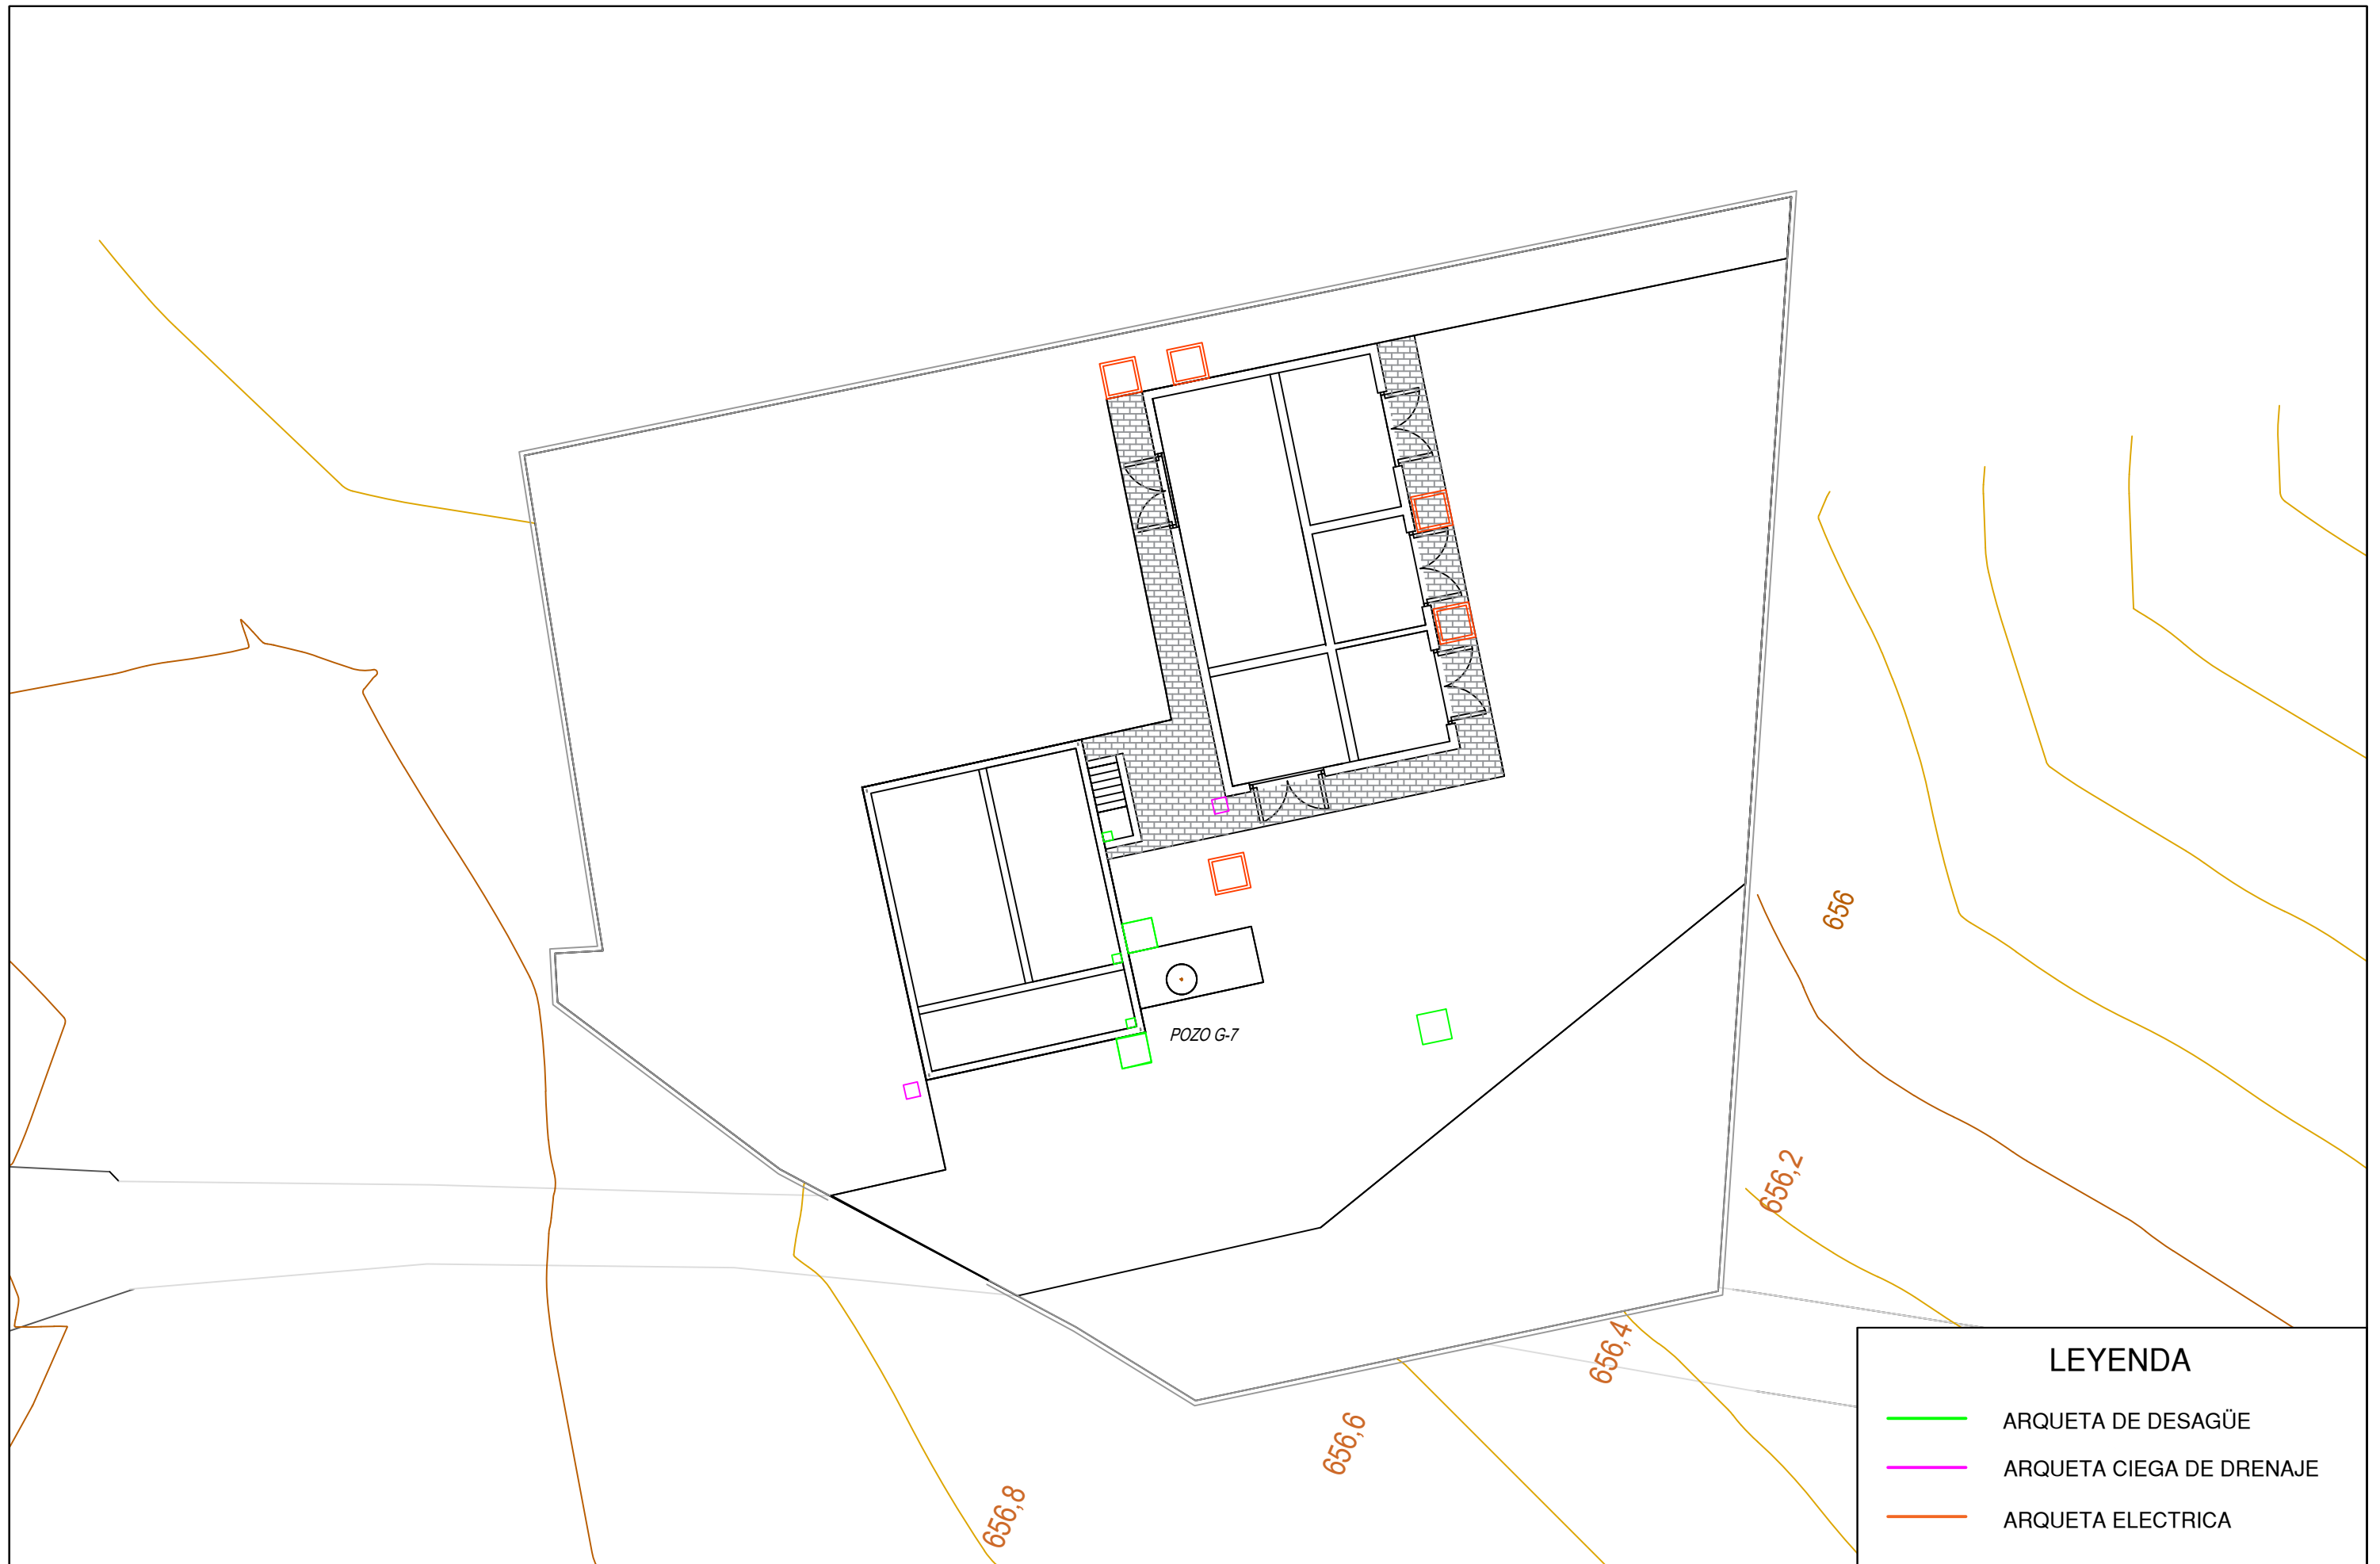 656
POZO G-7
656,2
656,4
656,6
656,8
LEYENDA
ARQUETA DE DESAGÜE
ARQUETA CIEGA DE DRENAJE
ARQUETA ELECTRICA